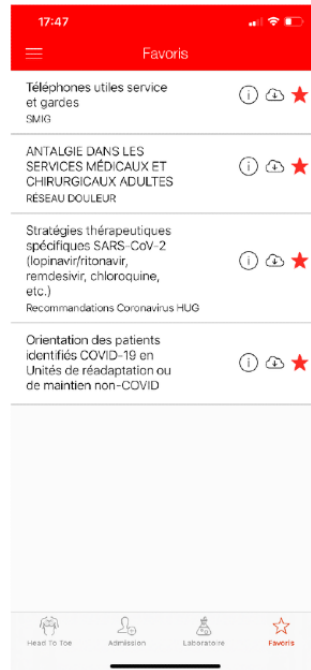 17:47
Favoris
Téléphones utiles service
et gardes
SMIG
ANTALGIE DANS LES
SERVICES MÉDICAUX ET
CHIRURGICAUX ADULTES
RÉSEAU DOULEUR
Stratégies thérapeutiques
spécifiques SARS-CoV-2
(lopinavir/ritonavir,
remdesivir, chloroquine,
etc.)
Recommandations Coronavirus HUG
Orientation des patients
identifiés COVID-19 en
Unités de réadaptation ou
de maintien non-COVID
Head To Toe Admission Laboratoire Favoris